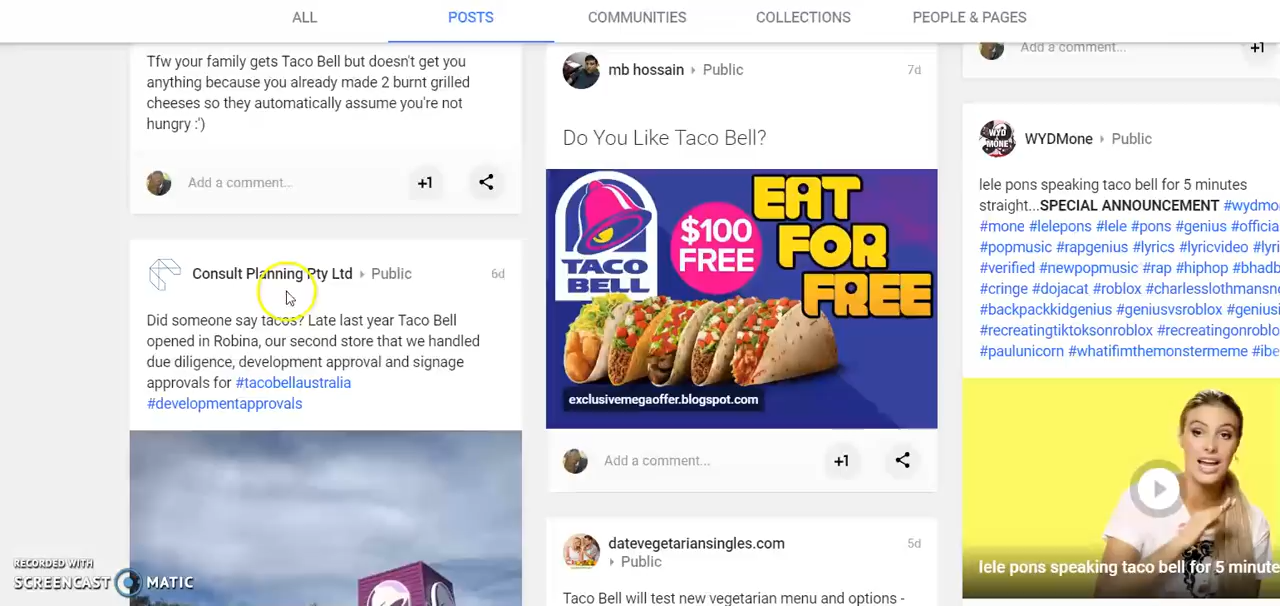 ALL
POSTS
COMMUNITIES
COLLECTIONS
PEOPLE & PAGES
Tfw your family gets Taco Bell but doesn't get you
anything because you already made 2 burnt grilled
cheeses so they automatically assume you're not
hungry :')
Add a comment...
+1
Consult Planning Pty Ltd
Public
6d
Did someone say tacos? Late last year Taco Bell
opened in Robina, our second store that we handled
due diligence, development approval and signage
approvals for #tacobellaustralia
#developmentapprovals
RECORDED WITH
SCREENCAST MATIC
mb hossain
Public
7d
Do You Like Taco Bell?
TACO
BELL
$100
FREE
EAT
FOR
FREE
exclusivemegaoffer.blogspot.com
Add a comment...
+1
datevegetariansingles.com
Public
5d
Taco Bell will test new vegetarian menu and options -
Add a comment...
+1
WYD
MONE
WYDMone
Public
lele pons speaking taco bell for 5 minutes
straight...SPECIAL ANNOUNCEMENT #wydmo
#mone #lelepons #lele #pons #genius #officia
#popmusic #rapgenius #lyrics #lyricvideo #lyri
#verified #newpopmusic #rap #hiphop #bhadb
#cringe #dojacat #roblox #charlesslothmansne
#backpackkidgenius #geniusvsroblox #geniusi
#recreatingtiktoksonroblox #recreatingonroblo
#paulunicorn #whatifimthemonstermeme #ibe
lele pons speaking taco bell for 5 minute